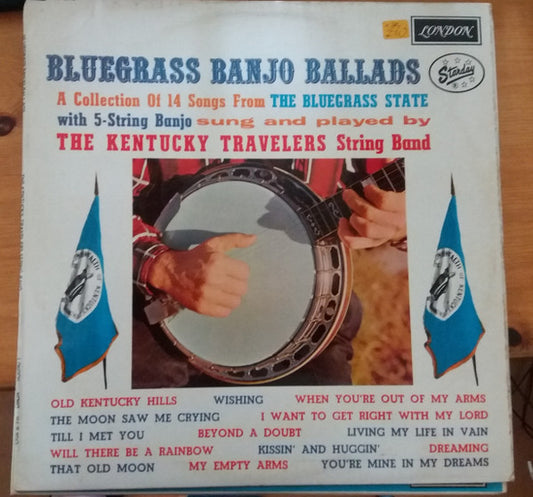 LONDON
BLUEGRASS BANJO BALLADS
Starday
A Collection Of 14 Songs From THE BLUEGRASS STATE
with 5-String Banjo sung and played by
THE KENTUCKY TRAVELERS String Band
OLD KENTUCKY HILLS WISHING WHEN YOU'RE OUT OF MY ARMS
THE MOON SAW ME CRYING I WANT TO GET RIGHT WITH MY LORD
TILL I MET YOU BEYOND A DOUBT LIVING MY LIFE IN VAIN
WILL THERE BE A RAINBOW KISSIN' AND HUGGIN' DREAMING
THAT OLD MOON MY EMPTY ARMS YOU'RE MINE IN MY DREAMS